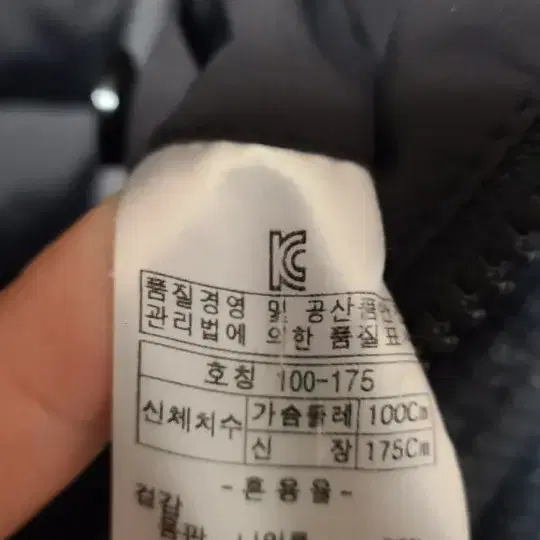 KC
품질경영 및 공산품안
관리법에 의한 품질표
호칭 100-175
신체치수 가슴둘레 100Cm
신 장 175Cm
- 혼용율-
겉감